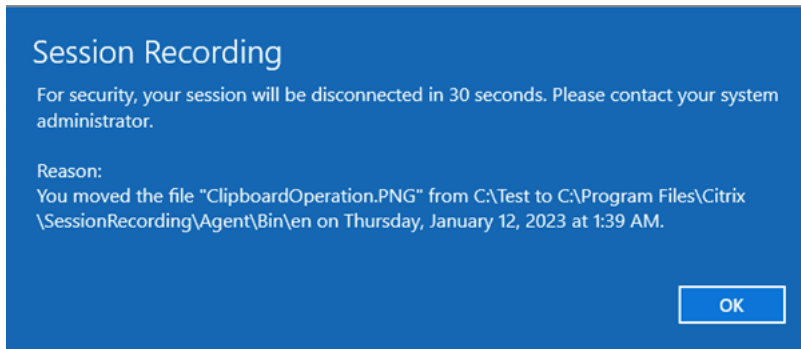 Session Recording
For security, your session will be disconnected in 30 seconds. Please contact your system
administrator.
Reason:
You moved the file "ClipboardOperation.PNG" from C:\Test to C:\Program Files\Citrix
\SessionRecording\Agent\Bin\en on Thursday, January 12, 2023 at 1:39 AM.
OK